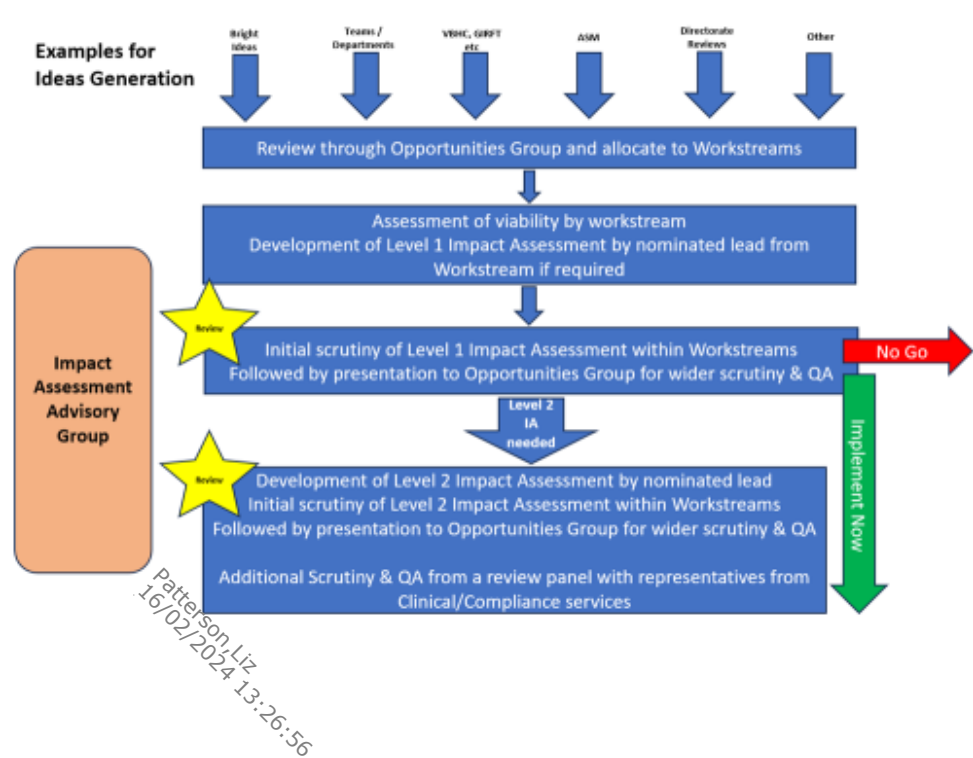 Examples for
Ideas Generation
Bright
Ideas
Teams /
Departments
VBHC, GIRFT
etc
ASM
Directorate
Reviews
Other
Review through Opportunities Group and allocate to Workstreams
Assessment of viability by workstream
Development of Level 1 Impact Assessment by nominated lead from
Workstream if required
Impact
Assessment
Advisory
Group
Review
Initial scrutiny of Level 1 Impact Assessment within Workstreams
Followed by presentation to Opportunities Group for wider scrutiny & QA
No Go
Implement Now
Level 2
IA
needed
Review
Development of Level 2 Impact Assessment by nominated lead
Initial scrutiny of Level 2 Impact Assessment within Workstreams
Followed by presentation to Opportunities Group for wider scrutiny & QA
Additional Scrutiny & QA from a review panel with representatives from
Clinical/Compliance services
Patterson,Liz
16/02/2024 13:26:56